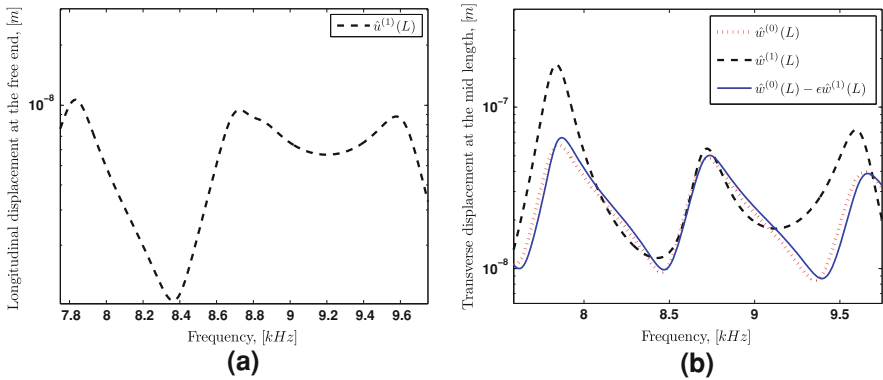 Longitudinal displacement at the free end, [m]
10⁻⁸
û⁽¹⁾(L)
7.8 8 8.2 8.4 8.6 8.8 9 9.2 9.4 9.6
Frequency, [kHz]
(a)
Transverse displacement at the mid length, [m]
10⁻⁷
10⁻⁸
ŵ⁽⁰⁾(L)
ŵ⁽¹⁾(L)
ŵ⁽⁰⁾(L) − ϵŵ⁽¹⁾(L)
8 8.5 9 9.5
Frequency, [kHz]
(b)